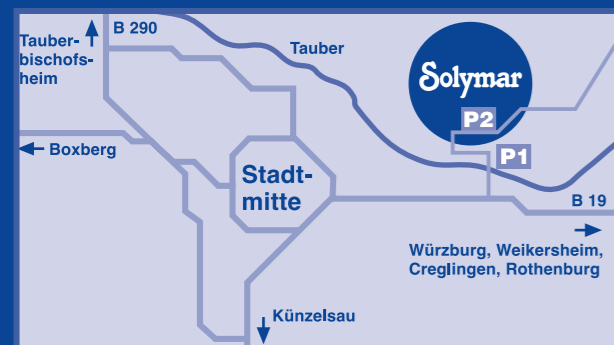 B 290
Tauber-
bischofs-
heim
Tauber
Solymar
P2
P1
Boxberg
Stadt-
mitte
B 19
Würzburg, Weikersheim,
Creglingen, Rothenburg
Künzelsau